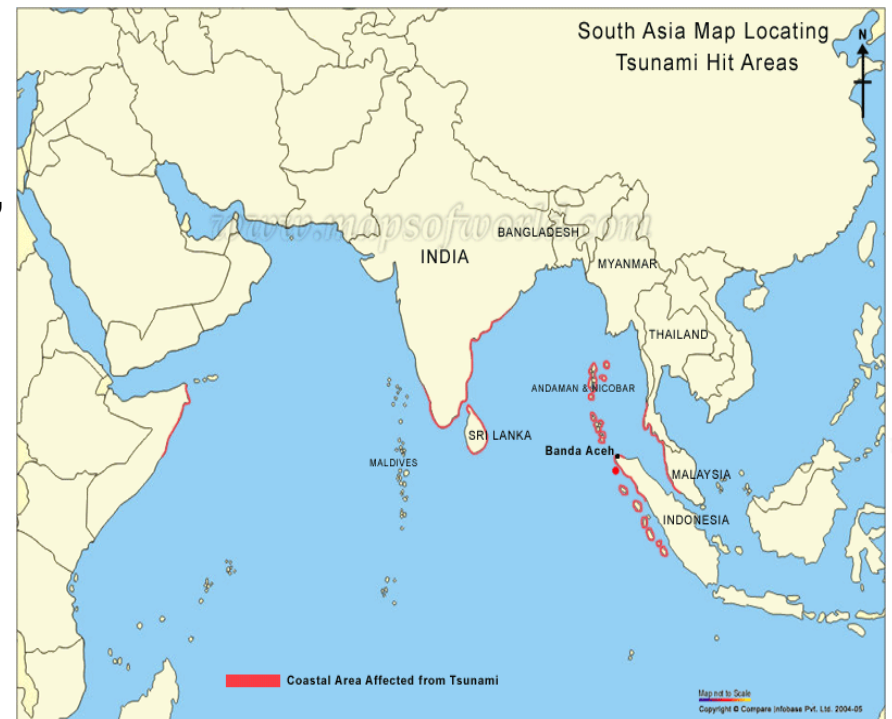 South Asia Map Locating
Tsunami Hit Areas
N
www.mapsofworld.com
BANGLADESH
INDIA
MYANMAR
THAILAND
ANDAMAN & NICOBAR
SRI LANKA
Banda Aceh
MALDIVES
MALAYSIA
INDONESIA
Coastal Area Affected from Tsunami
Map not to Scale
Copyright © Compare Infobase Pvt. Ltd. 2004-05